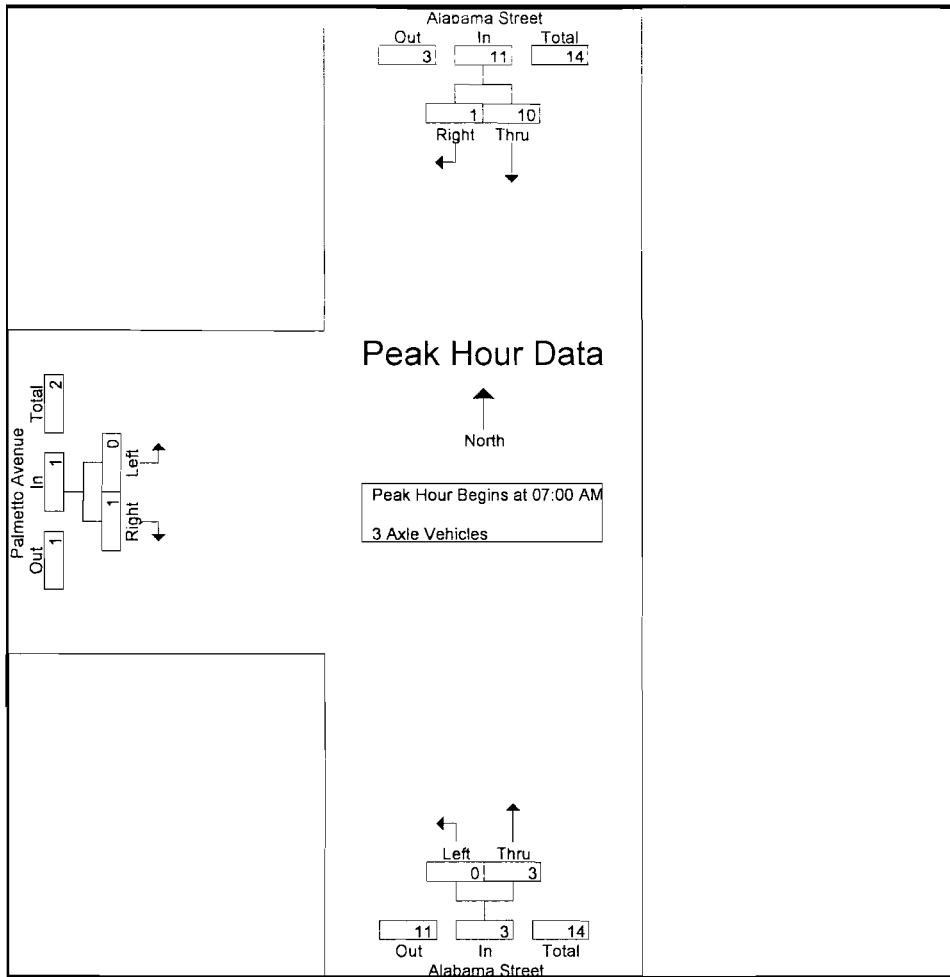 Alabama Street
Out In Total
3 11 14
1 10
Right Thru
Peak Hour Data
North
Peak Hour Begins at 07:00 AM
3 Axle Vehicles
Palmetto Avenue
Out In Total
1 1 2
Right Left
1 0
Left Thru
0 3
11 3 14
Out In Total
Alabama Street